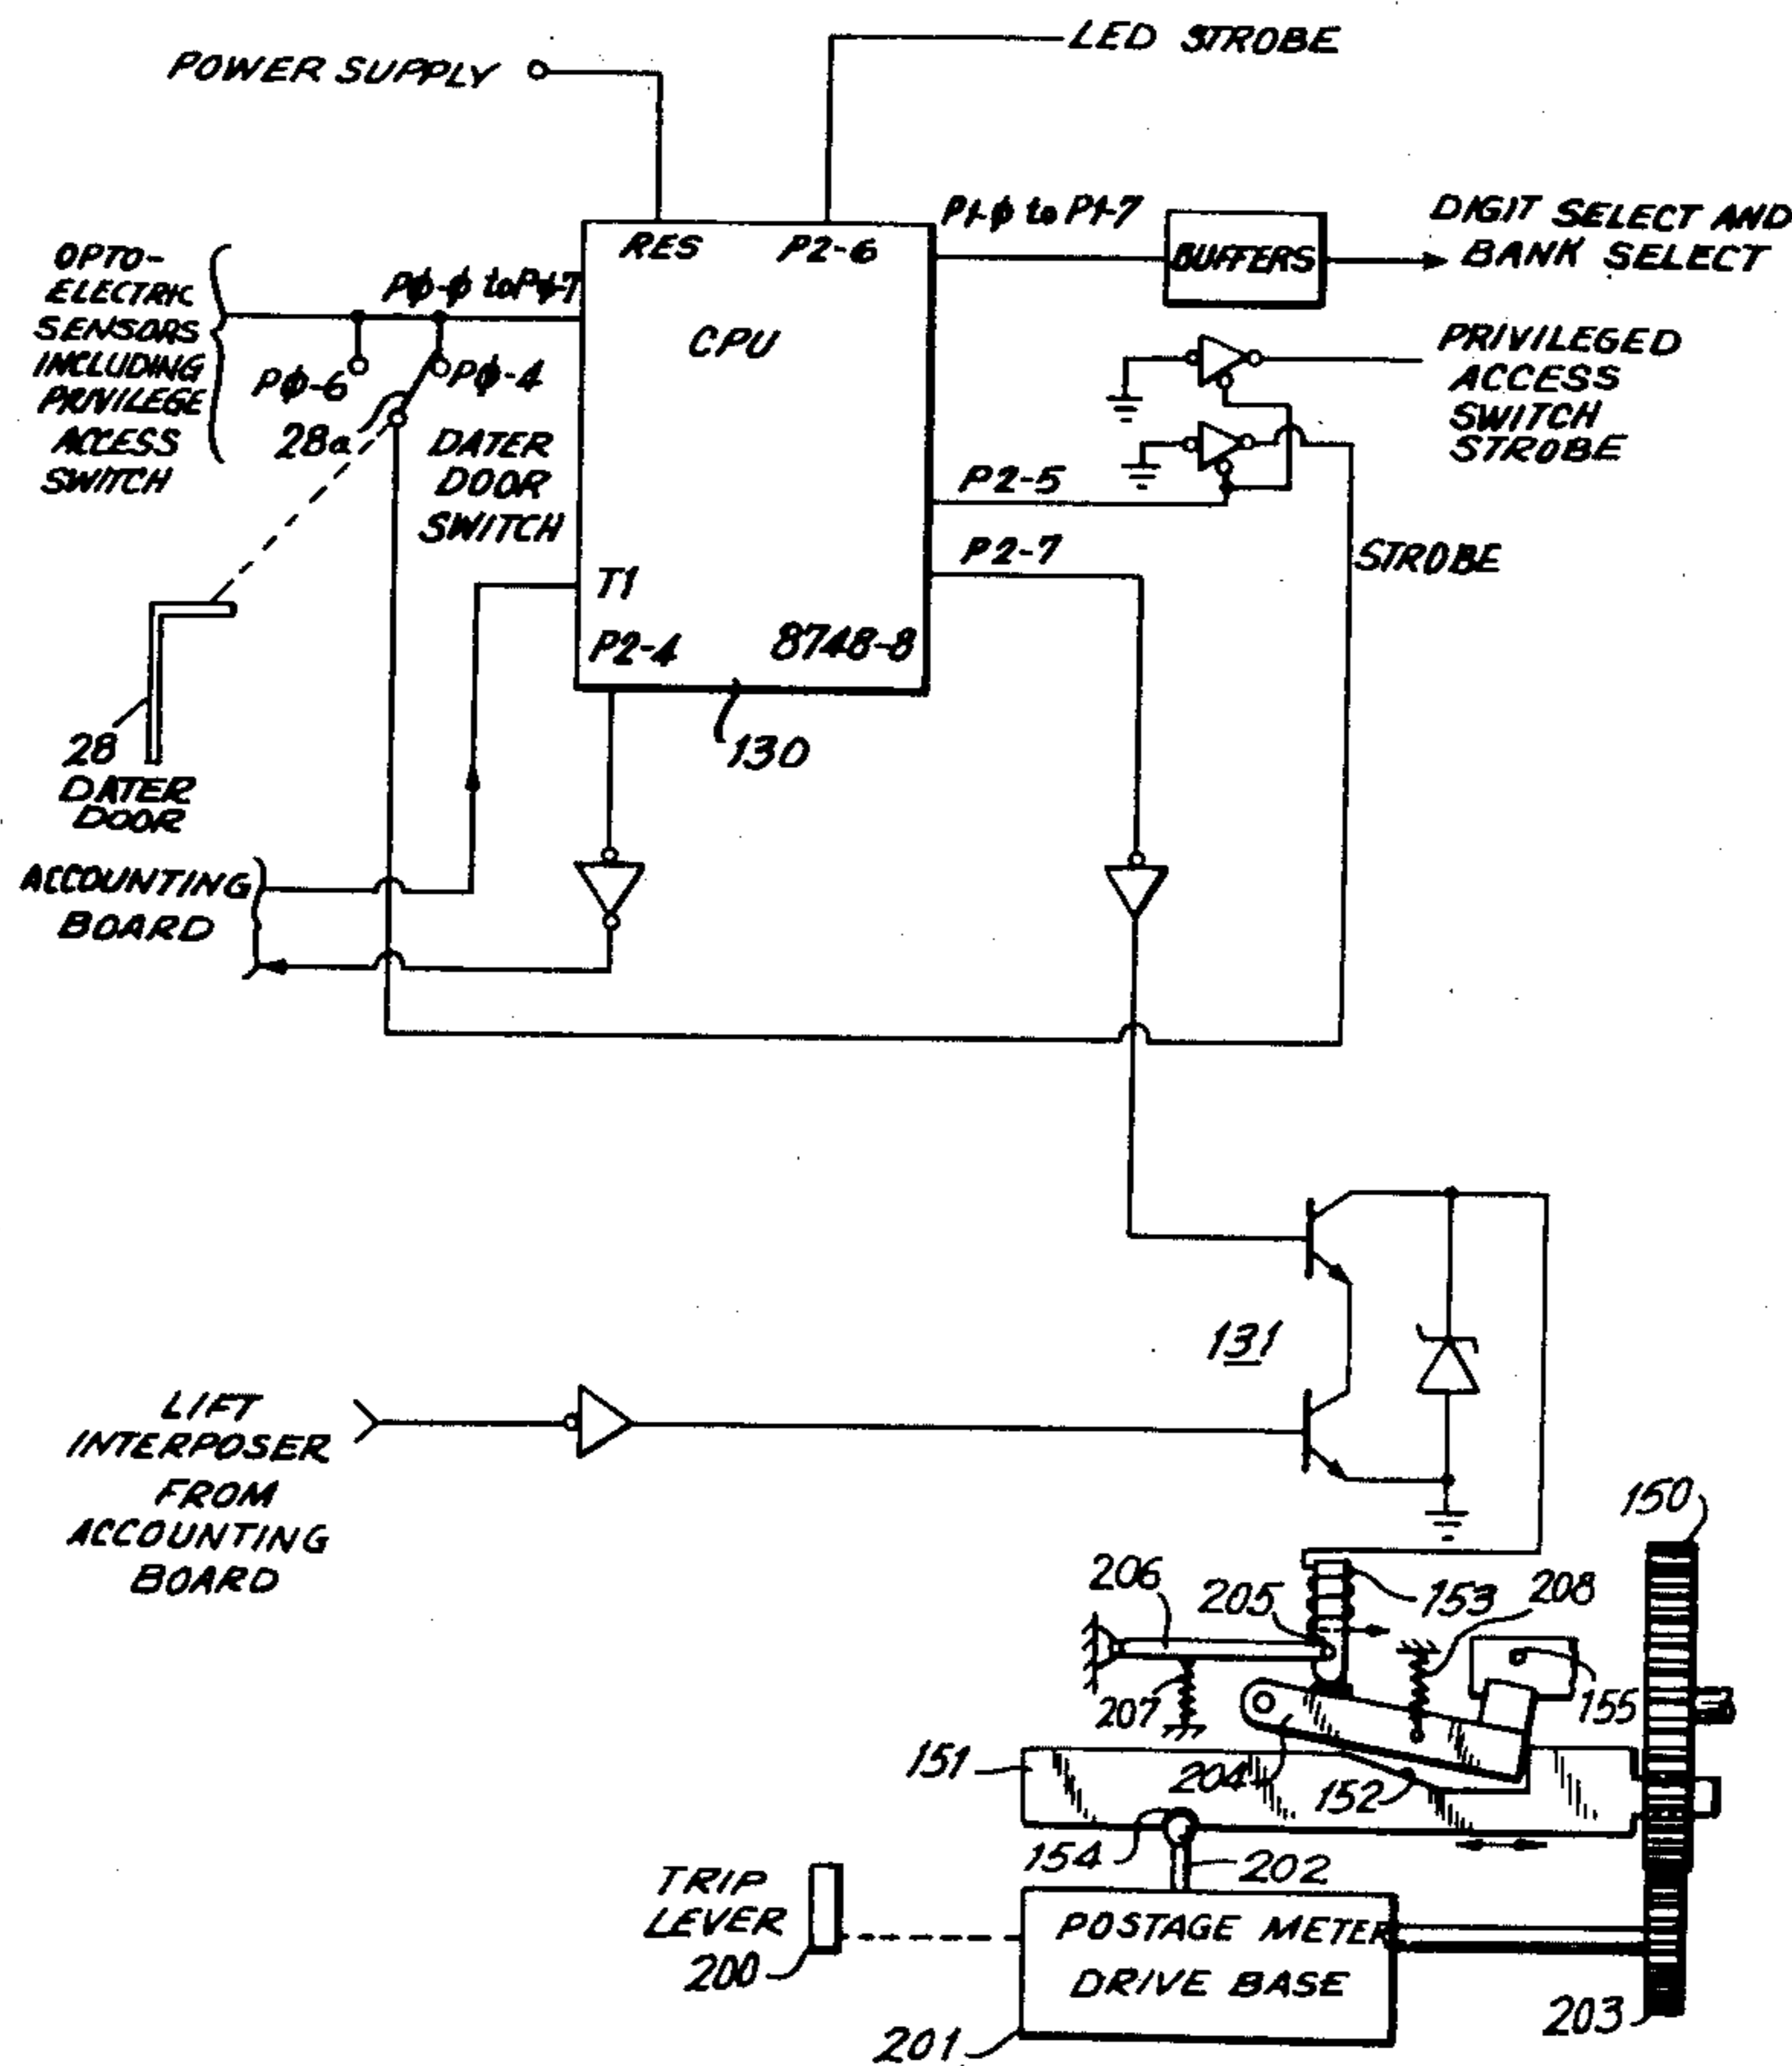 LED STROBE
POWER SUPPLY
RES
P2-6
P1-ϕ to P1-7
BUFFERS
DIGIT SELECT AND
BANK SELECT
OPTO-
ELECTRIC
SENSORS
INCLUDING
PRIVILEGE
ACCESS
SWITCH
Pϕ-ϕ to Pϕ-7
CPU
Pϕ-6
Pϕ-4
28a
DATER
DOOR
SWITCH
PRIVILEGED
ACCESS
SWITCH
STROBE
P2-5
P2-7
STROBE
T1
P2-4
8748-8
130
28
DATER
DOOR
ACCOUNTING
BOARD
131
LIFT
INTERPOSER
FROM
ACCOUNTING
BOARD
150
206
205
153
208
207
155
151
204
152
154
202
TRIP
LEVER
200
POSTAGE METER
DRIVE BASE
201
203